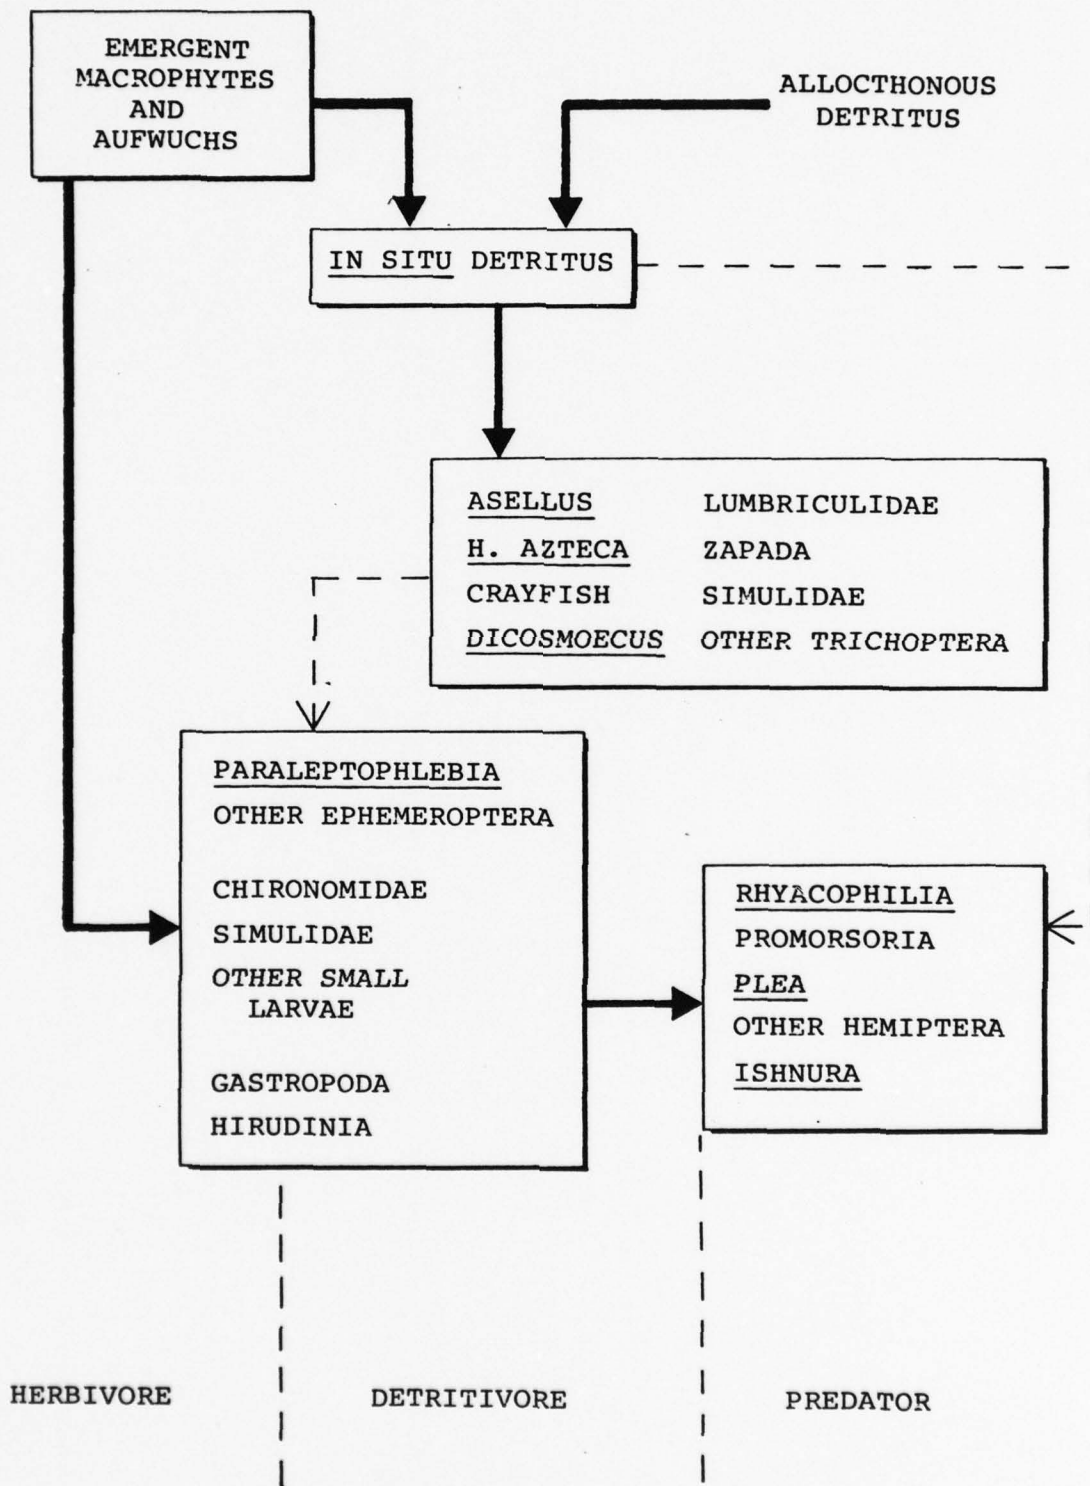 EMERGENT
MACROPHYTES
AND
AUFWUCHS
ALLOCTHONOUS
DETRITUS
IN SITU DETRITUS
ASELLUS LUMBRICULIDAE
H. AZTECA ZAPADA
CRAYFISH SIMULIDAE
DICOSMOECUS OTHER TRICHOPTERA
PARALEPTOPHLEBIA
OTHER EPHEMEROPTERA
CHIRONOMIDAE
SIMULIDAE
OTHER SMALL
LARVAE
GASTROPODA
HIRUDINIA
RHYACOPHILIA
PROMORSORIA
PLEA
OTHER HEMIPTERA
ISHNURA
HERBIVORE DETRITIVORE PREDATOR